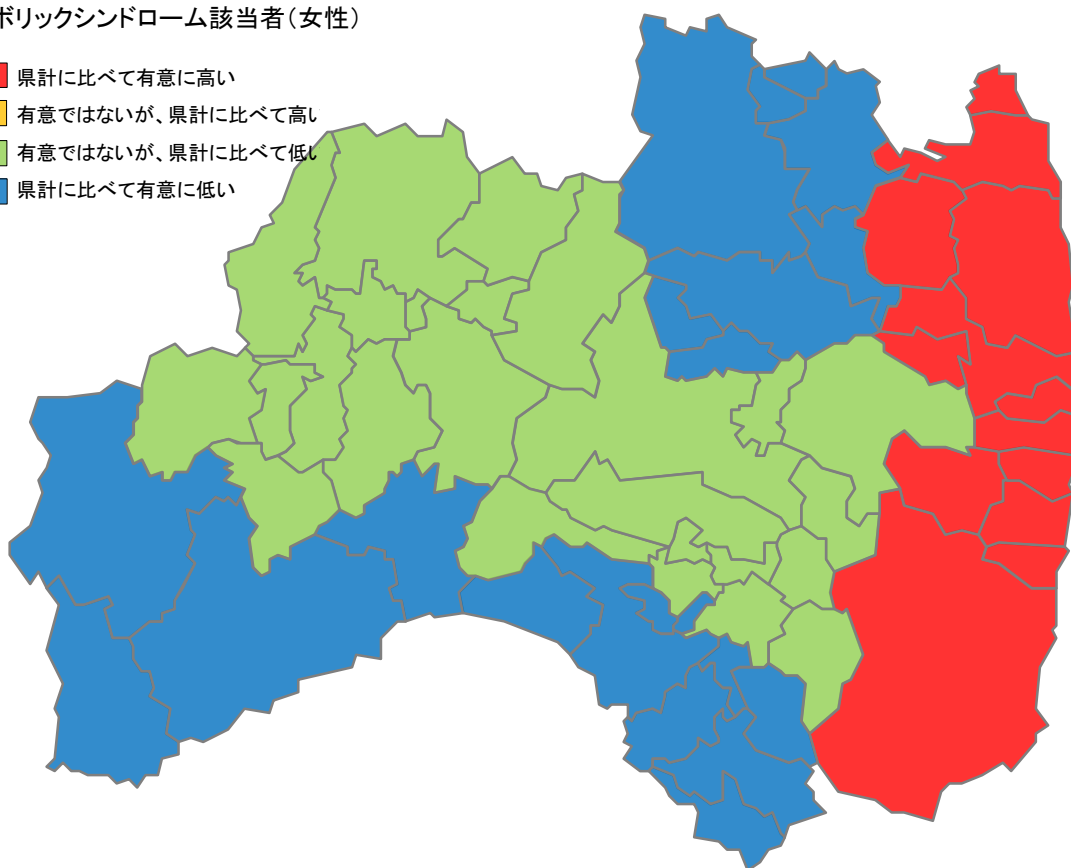 ボリックシンドローム該当者（女性）
県計に比べて有意に高い
有意ではないが、県計に比べて高い
有意ではないが、県計に比べて低い
県計に比べて有意に低い